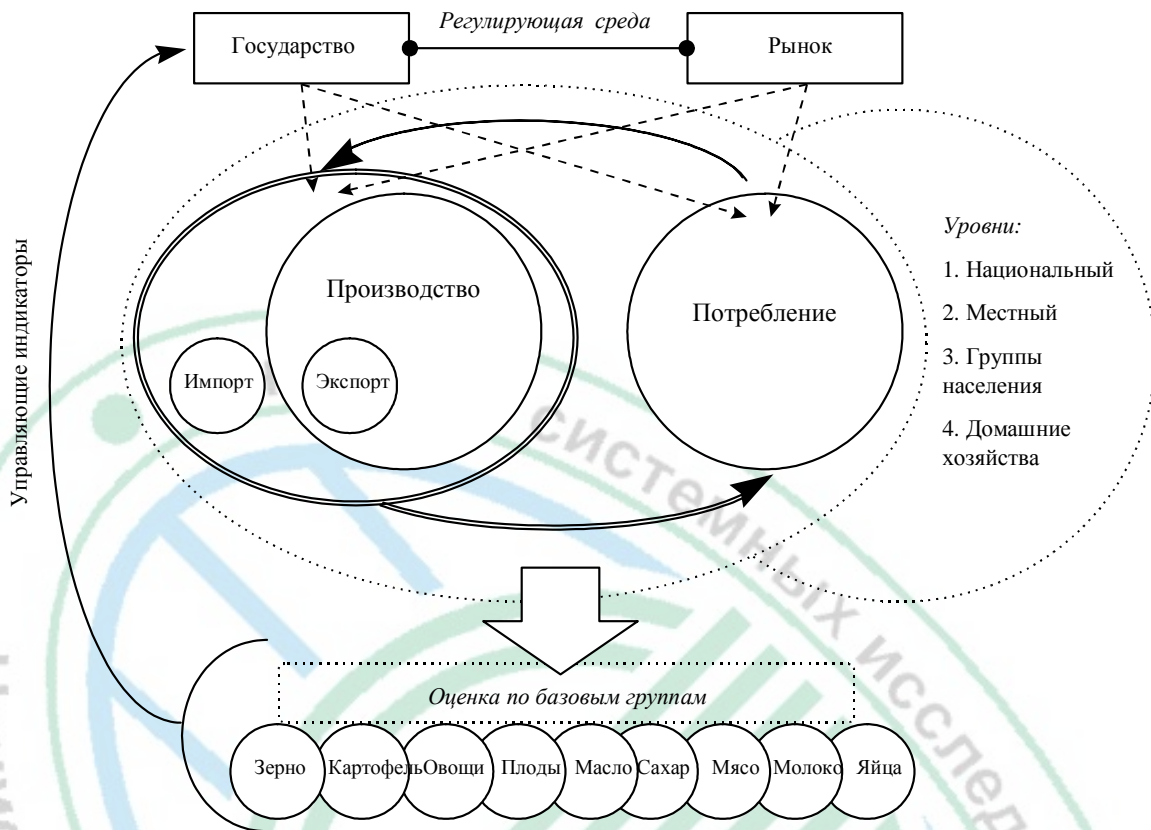 Регулирующая среда
Государство
Рынок
Управляющие индикаторы
Производство
Потребление
Импорт
Экспорт
Уровни:
1. Национальный
2. Местный
3. Группы
населения
4. Домашние
хозяйства
Оценка по базовым группам
Зерно
Картофель
Овощи
Плоды
Масло
Сахар
Мясо
Молоко
Яйца
системных